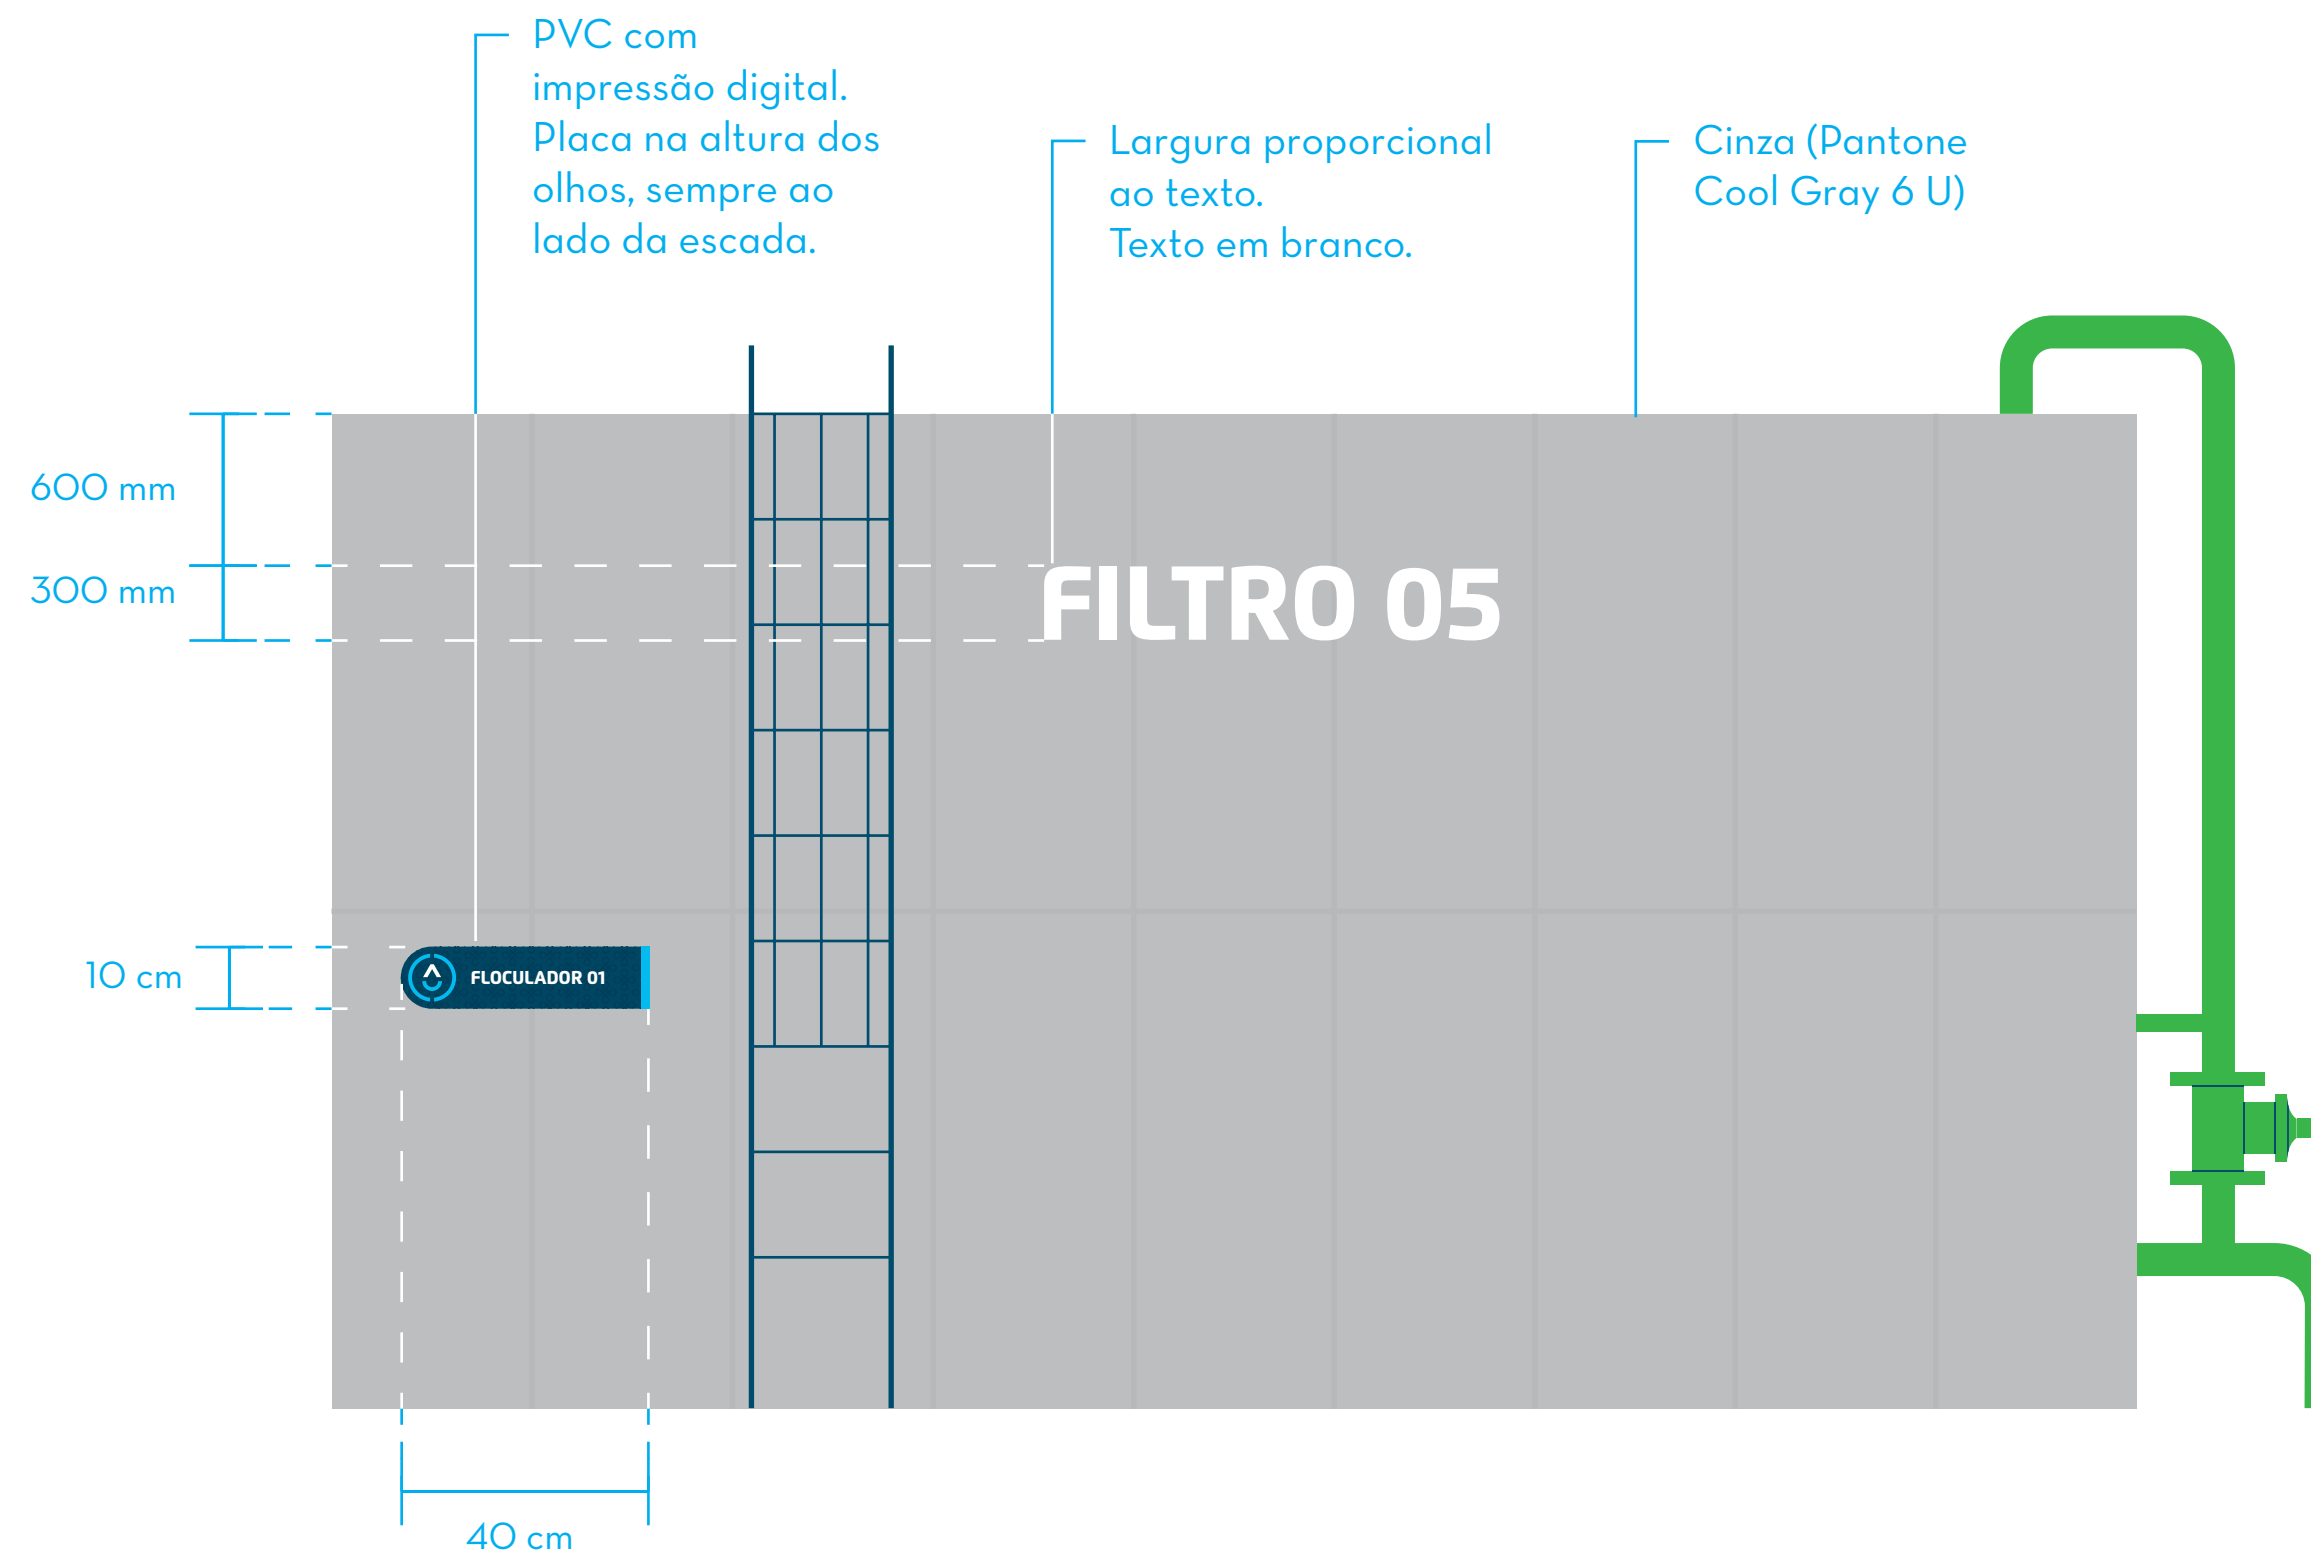 PVC com
impressão digital.
Placa na altura dos
olhos, sempre ao
lado da escada.
Largura proporcional
ao texto.
Texto em branco.
Cinza (Pantone
Cool Gray 6 U)
600 mm
300 mm
FILTRO 05
10 cm
FLOCULADOR 01
40 cm